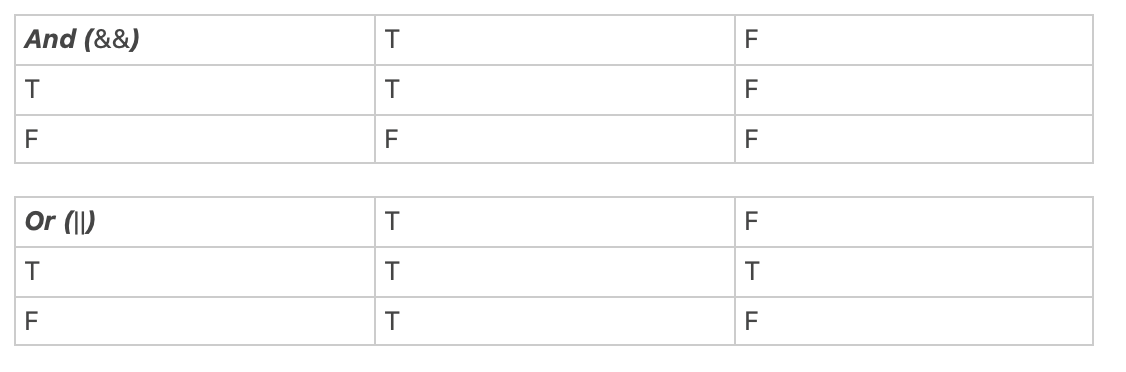 And (&&) T F
T T F
F F F
Or (||) T F
T T T
F T F